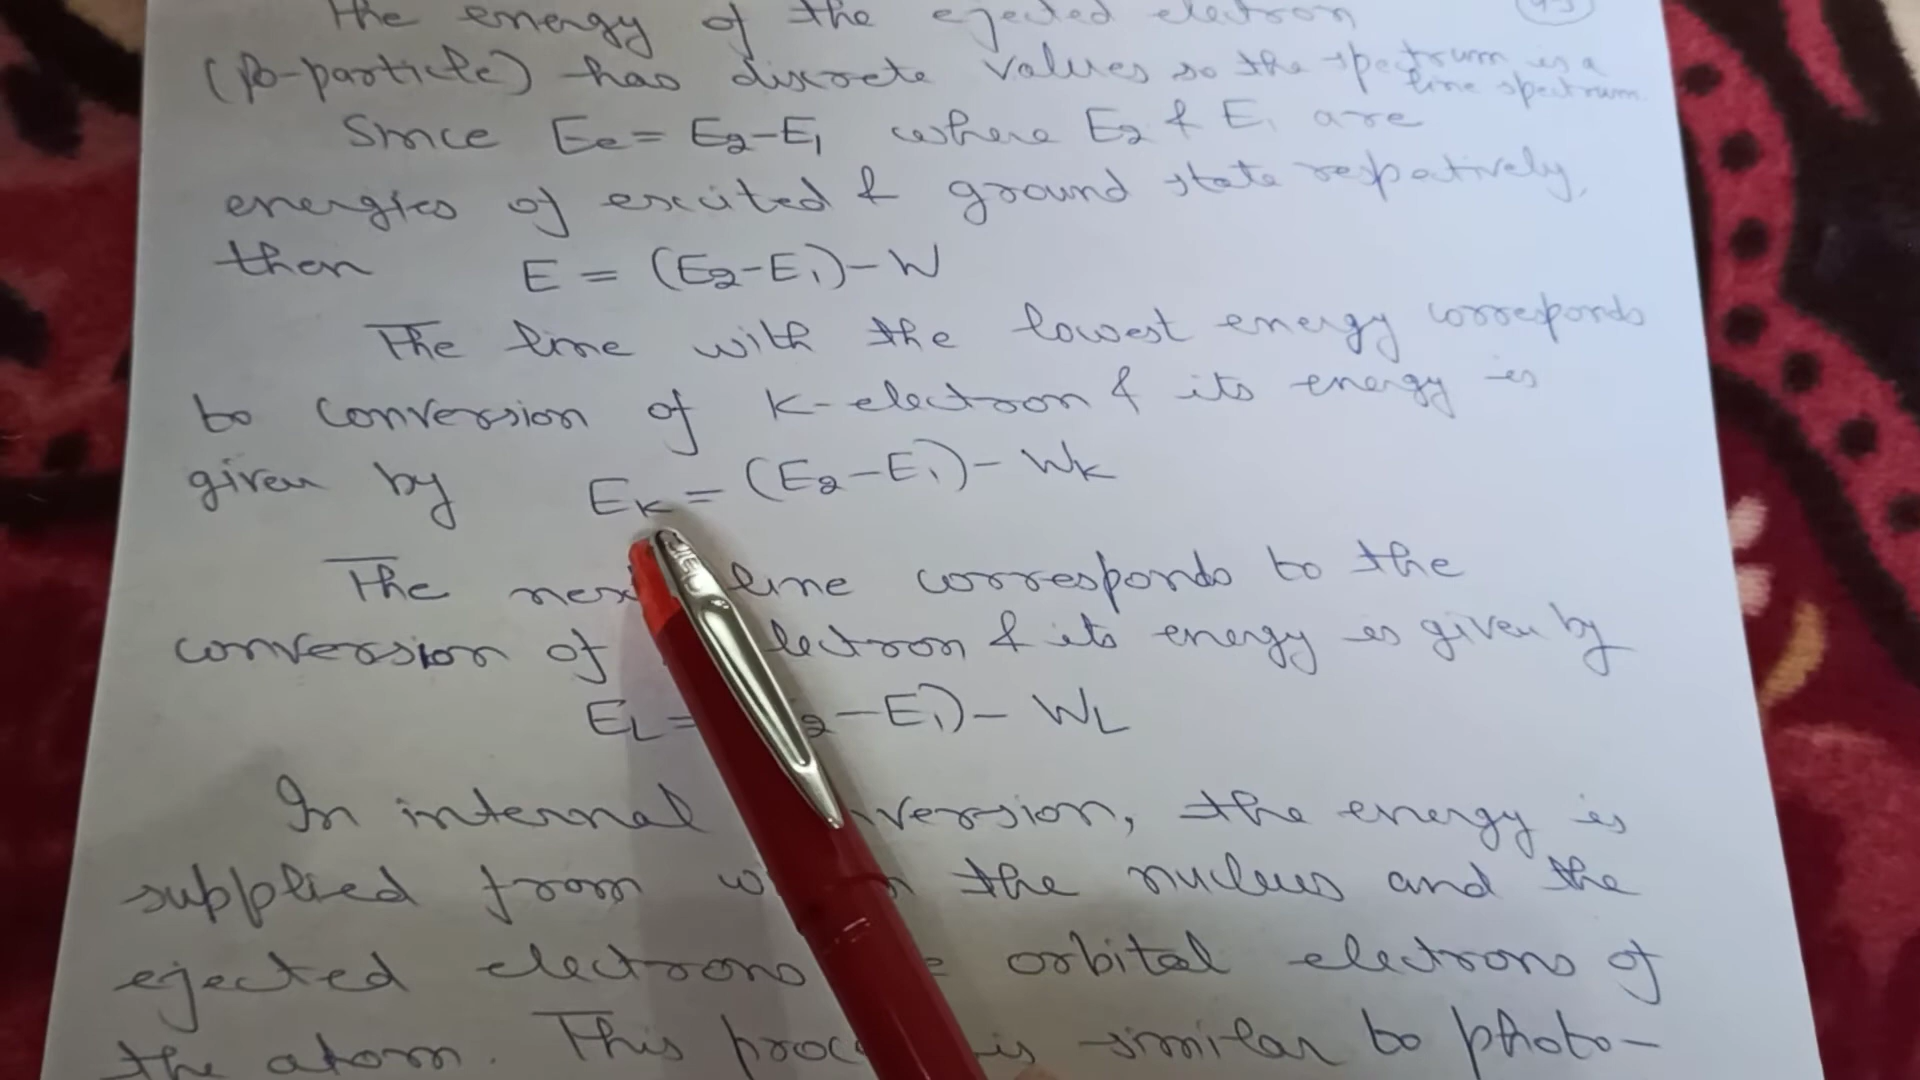 The energy of the ejected electron
(β-particle) has discrete values so the spectrum is a line spectrum.
Since Ee = E2-E1 where E2 & E1 are
energies of excited & ground state respectively,
then E = (E2-E1)-W
The line with the lowest energy corresponds
to conversion of K-electron & its energy is
given by EK = (E2-E1)-WK
The line corresponds to the
conversion of & its energy is given by
EL = -E1)-WL
In internal the energy is
supplied from the nucleus and the
ejected electrons orbital electrons of
the atom. This is similar to photo-